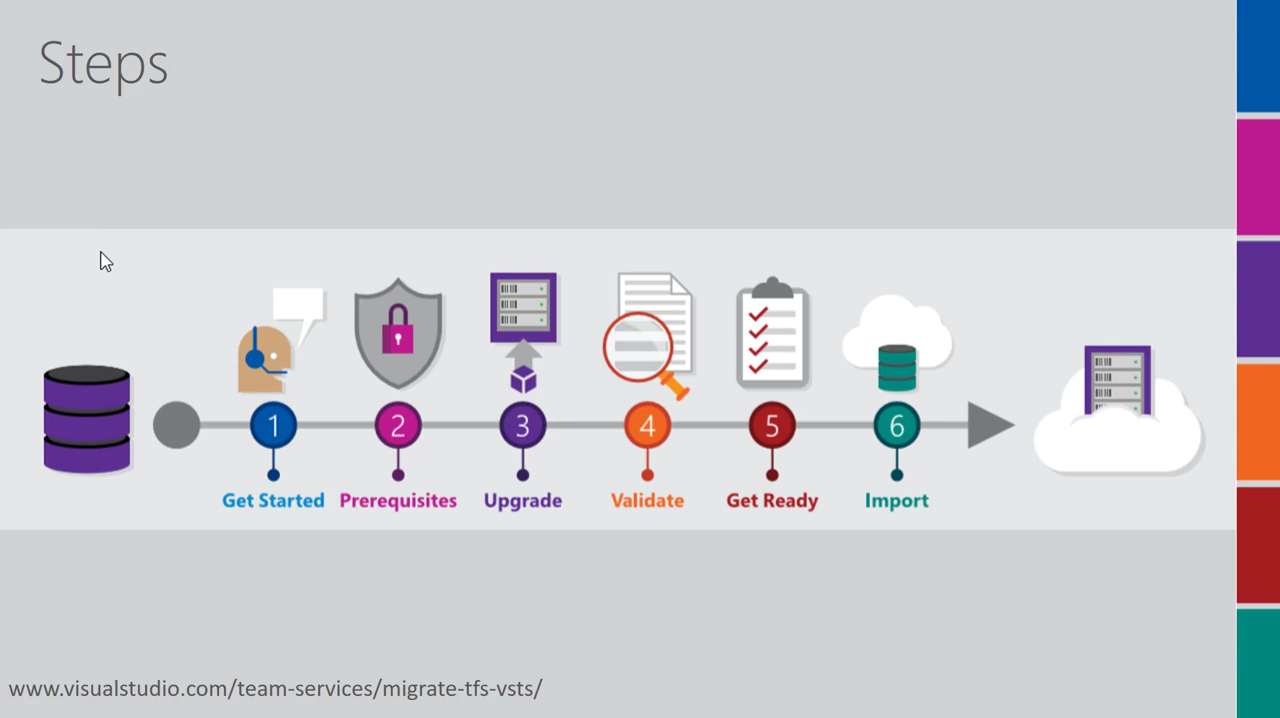 Steps
1 2 3 4 5 6
Get Started Prerequisites Upgrade Validate Get Ready Import
www.visualstudio.com/team-services/migrate-tfs-vsts/